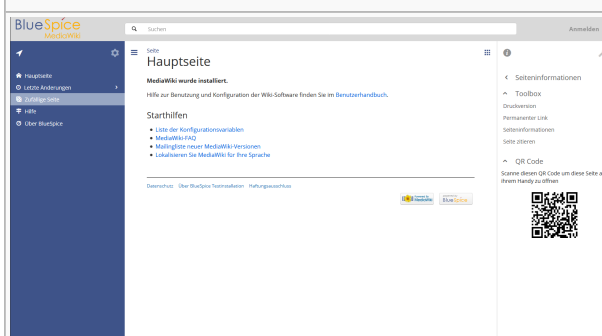 BlueSpice
MediaWiki
Suchen
Anmelden
Hauptseite
Letzte Änderungen
Zufällige Seite
Hilfe
Über BlueSpice
Seite
Hauptseite
MediaWiki wurde installiert.
Hilfe zur Benutzung und Konfiguration der Wiki-Software finden Sie im Benutzerhandbuch.
Starthilfen
Liste der Konfigurationsvariablen
MediaWiki-FAQ
Mailingliste neuer MediaWiki-Versionen
Lokalisieren Sie MediaWiki für Ihre Sprache
Datenschutz Über BlueSpice Testinstallation Haftungsausschluss
MediaWiki
BlueSpice
Seiteninformationen
Toolbox
Druckversion
Permanenter Link
Seiteninformationen
Seite zitieren
QR Code
Scanne diesen QR Code um diese Seite a
Ihrem Handy zu öffnen